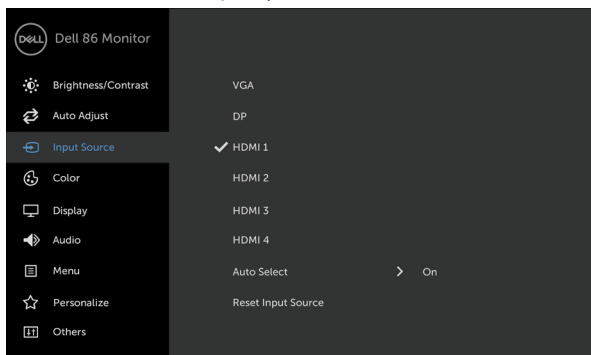 DELL Dell 86 Monitor
Brightness/Contrast VGA
Auto Adjust DP
Input Source HDMI 1
Color HDMI 2
Display HDMI 3
Audio HDMI 4
Menu Auto Select On
Personalize Reset Input Source
Others